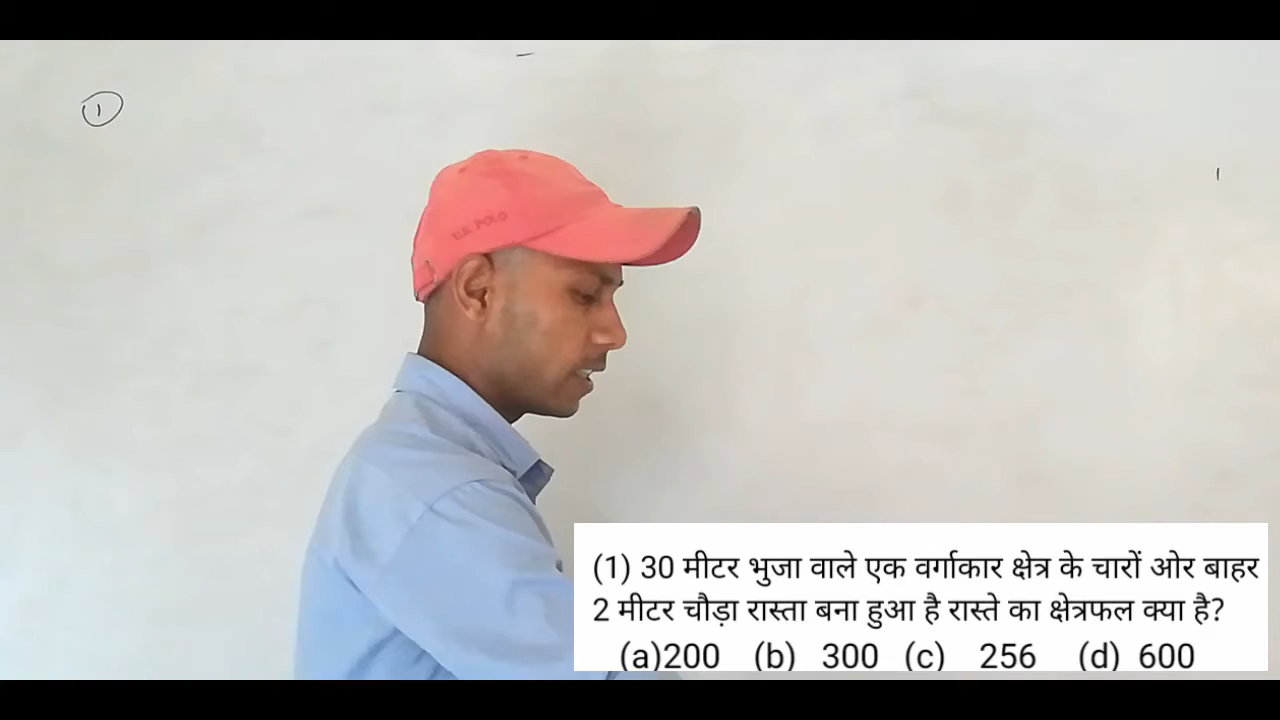 1
U.S. POLO
(1) 30 मीटर भुजा वाले एक वर्गाकार क्षेत्र के चारों ओर बाहर
2 मीटर चौड़ा रास्ता बना हुआ है रास्ते का क्षेत्रफल क्या है?
(a)200 (b) 300 (c) 256 (d) 600